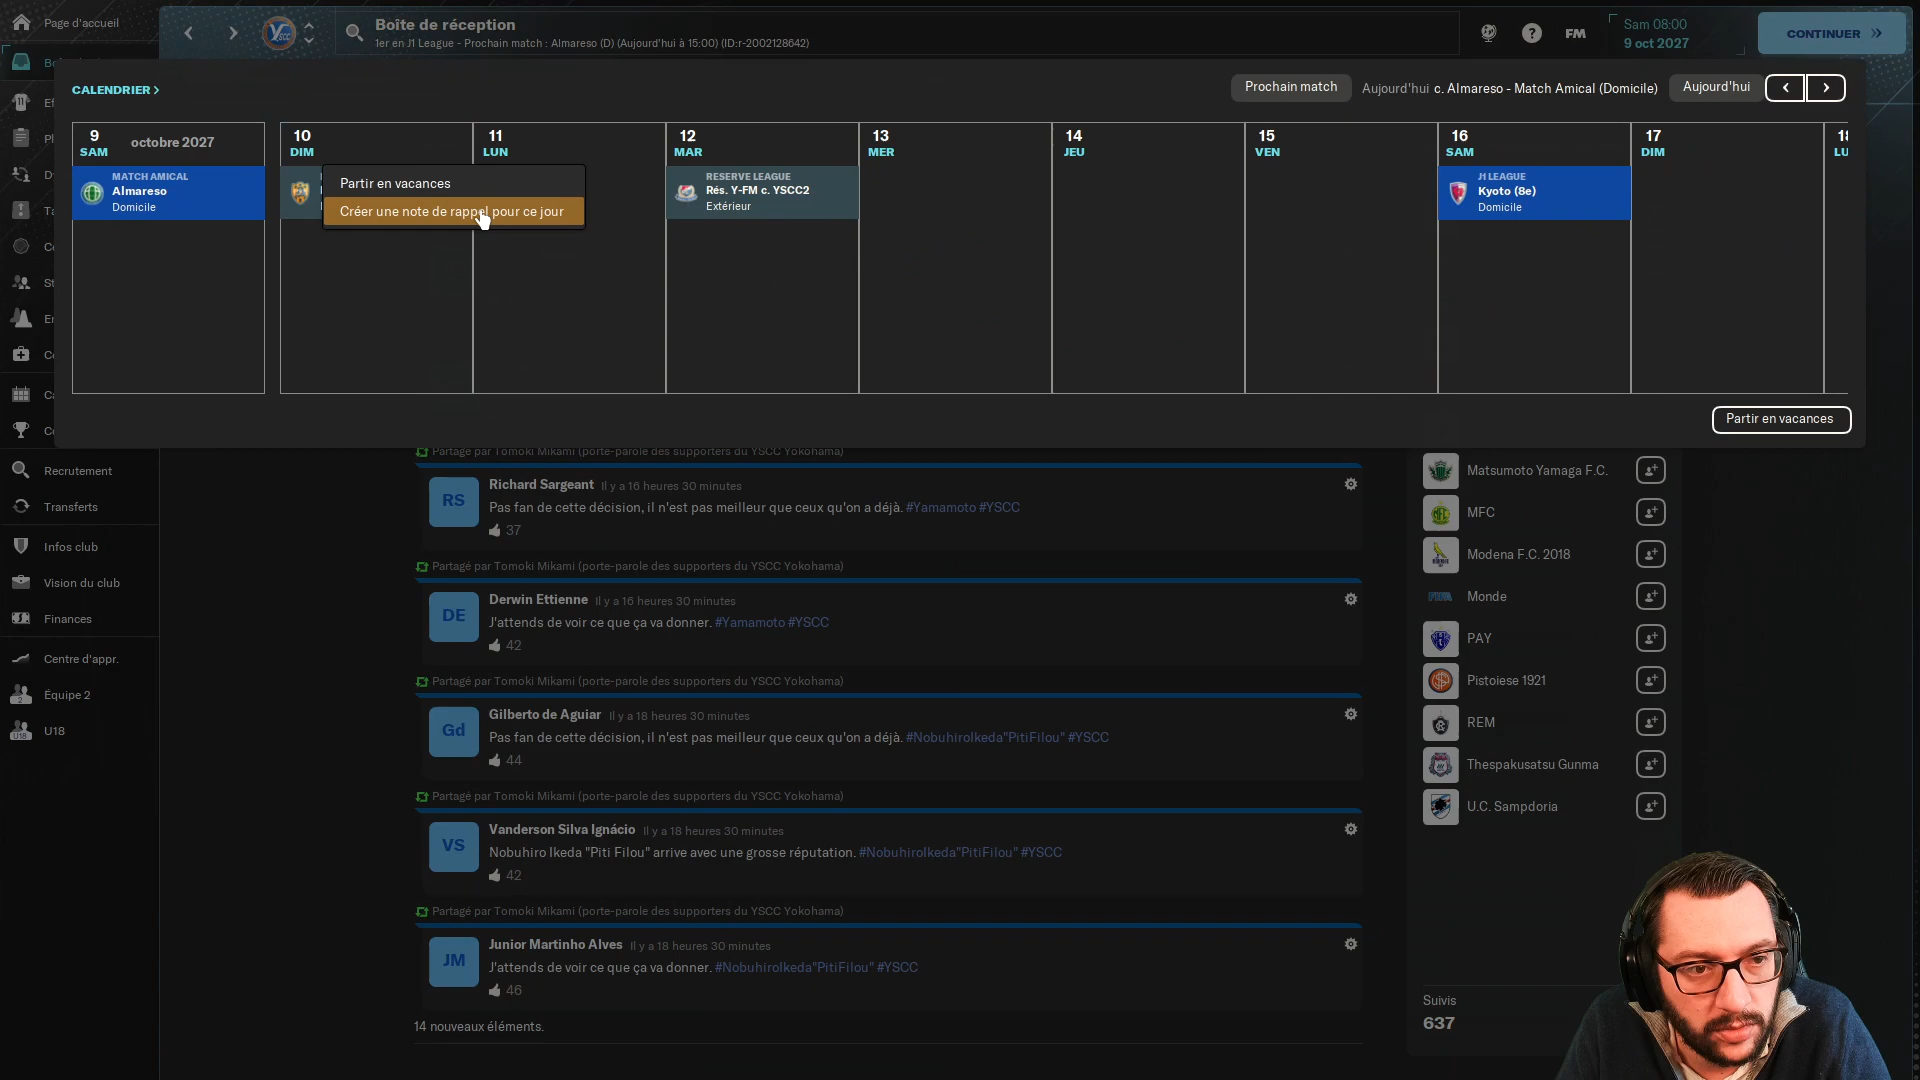 Page d'accueil
Boîte de réception
1er en J1 League - Prochain match : Almareso (D) (Aujourd'hui à 15:00) (ID:r-2002128642)
FM
Sam 08:00
9 oct 2027
CONTINUER
CALENDRIER >
Prochain match
Aujourd'hui c. Almareso - Match Amical (Domicile)
Aujourd'hui
9
SAM
octobre 2027
10
DIM
11
LUN
12
MAR
13
MER
14
JEU
15
VEN
16
SAM
17
DIM
LU
MATCH AMICAL
Almareso
Domicile
Partir en vacances
Créer une note de rappel pour ce jour
RESERVE LEAGUE
Rés. Y-FM c. YSCC2
Extérieur
J1 LEAGUE
Kyoto (8e)
Domicile
Partir en vacances
Recrutement
Transferts
Infos club
Vision du club
Finances
Centre d'appr.
Équipe 2
U18
Partagé par Tomoki Mikami (porte-parole des supporters du YSCC Yokohama)
RS
Richard Sargeant Il y a 16 heures 30 minutes
Pas fan de cette décision, il n'est pas meilleur que ceux qu'on a déjà. #Yamamoto #YSCC
37
Partagé par Tomoki Mikami (porte-parole des supporters du YSCC Yokohama)
DE
Derwin Ettienne Il y a 16 heures 30 minutes
J'attends de voir ce que ça va donner. #Yamamoto #YSCC
42
Partagé par Tomoki Mikami (porte-parole des supporters du YSCC Yokohama)
Gd
Gilberto de Aguiar Il y a 18 heures 30 minutes
Pas fan de cette décision, il n'est pas meilleur que ceux qu'on a déjà. #NobuhiroIkeda"PitiFilou" #YSCC
44
Partagé par Tomoki Mikami (porte-parole des supporters du YSCC Yokohama)
VS
Vanderson Silva Ignácio Il y a 18 heures 30 minutes
Nobuhiro Ikeda "Piti Filou" arrive avec une grosse réputation. #NobuhiroIkeda"PitiFilou" #YSCC
42
Partagé par Tomoki Mikami (porte-parole des supporters du YSCC Yokohama)
JM
Junior Martinho Alves Il y a 18 heures 30 minutes
J'attends de voir ce que ça va donner. #NobuhiroIkeda"PitiFilou" #YSCC
46
14 nouveaux éléments.
Matsumoto Yamaga F.C.
MFC
Modena F.C. 2018
FIFA
Monde
PAY
Pistoiese 1921
REM
Thespakusatsu Gunma
U.C. Sampdoria
Suivis
637